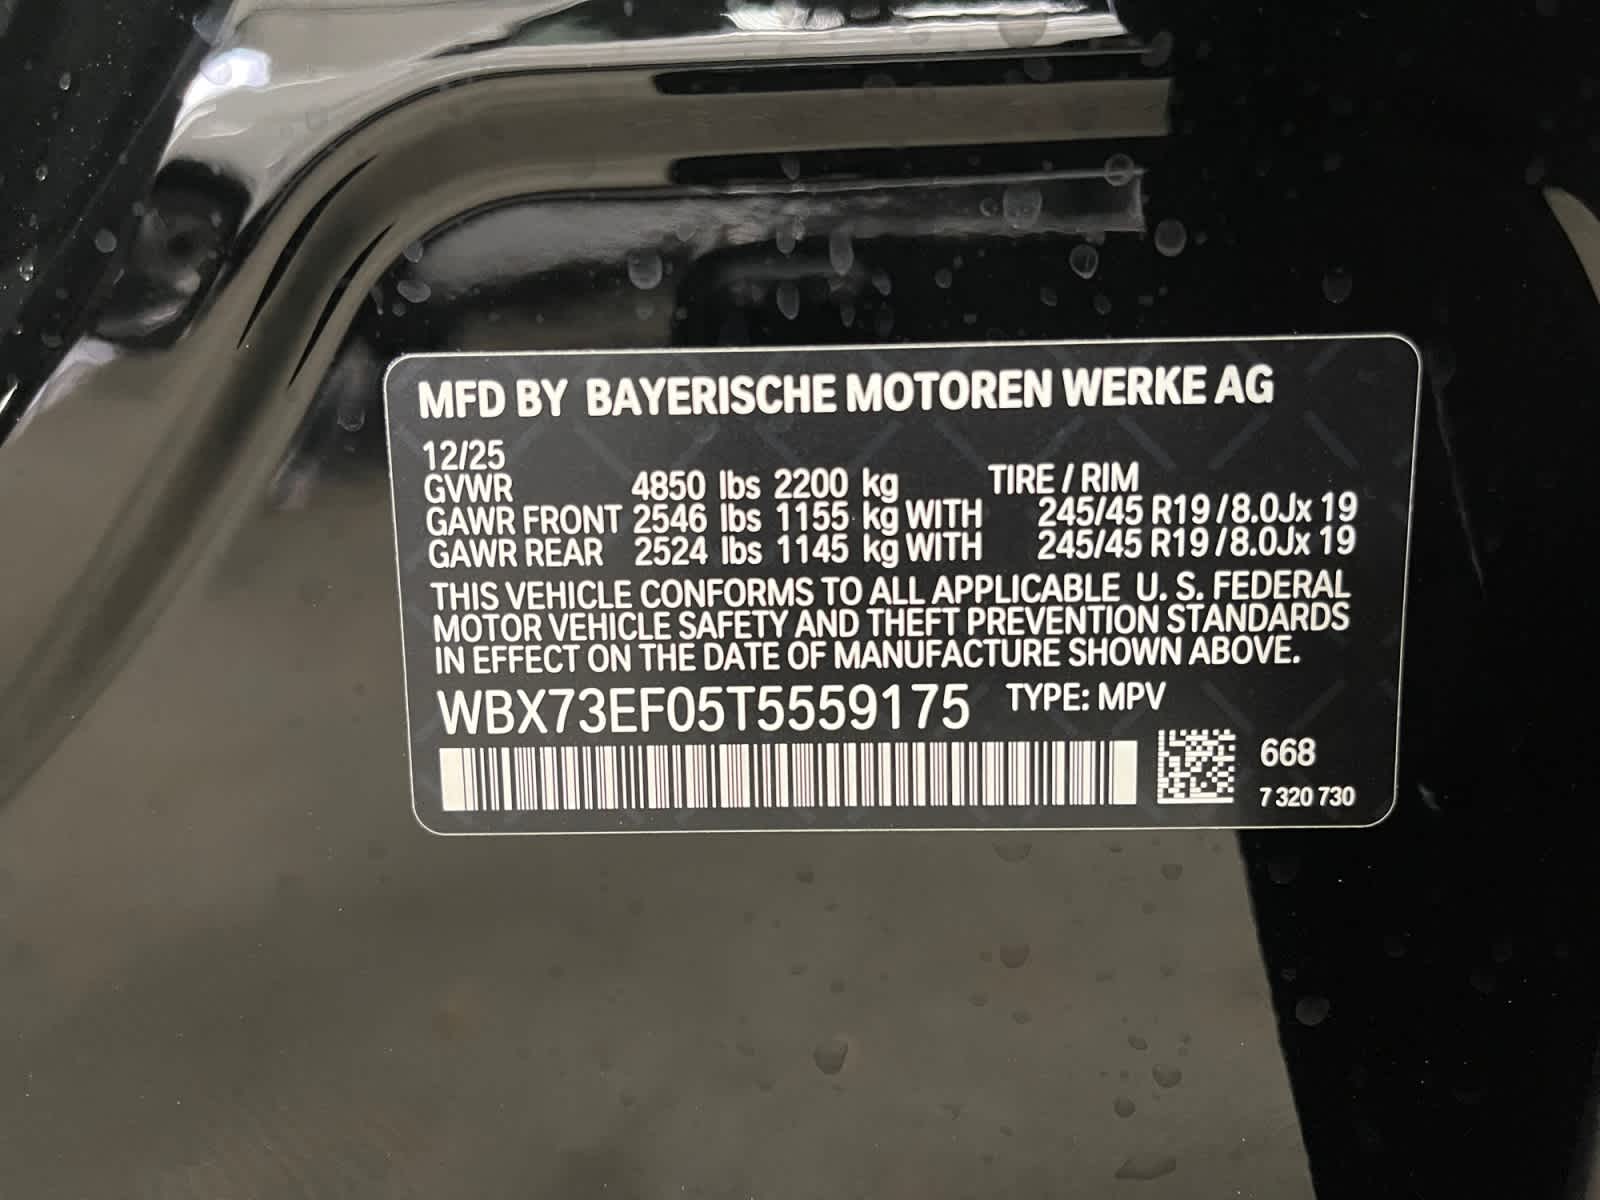 MFD BY BAYERISCHE MOTOREN WERKE AG
12/25
GVWR 4850 lbs 2200 kg TIRE / RIM
GAWR FRONT 2546 lbs 1155 kg WITH 245/45 R19 /8.0Jx 19
GAWR REAR 2524 lbs 1145 kg WITH 245/45 R19 /8.0Jx 19
THIS VEHICLE CONFORMS TO ALL APPLICABLE U. S. FEDERAL
MOTOR VEHICLE SAFETY AND THEFT PREVENTION STANDARDS
IN EFFECT ON THE DATE OF MANUFACTURE SHOWN ABOVE.
WBX73EF05T5559175 TYPE: MPV
668
7 320 730